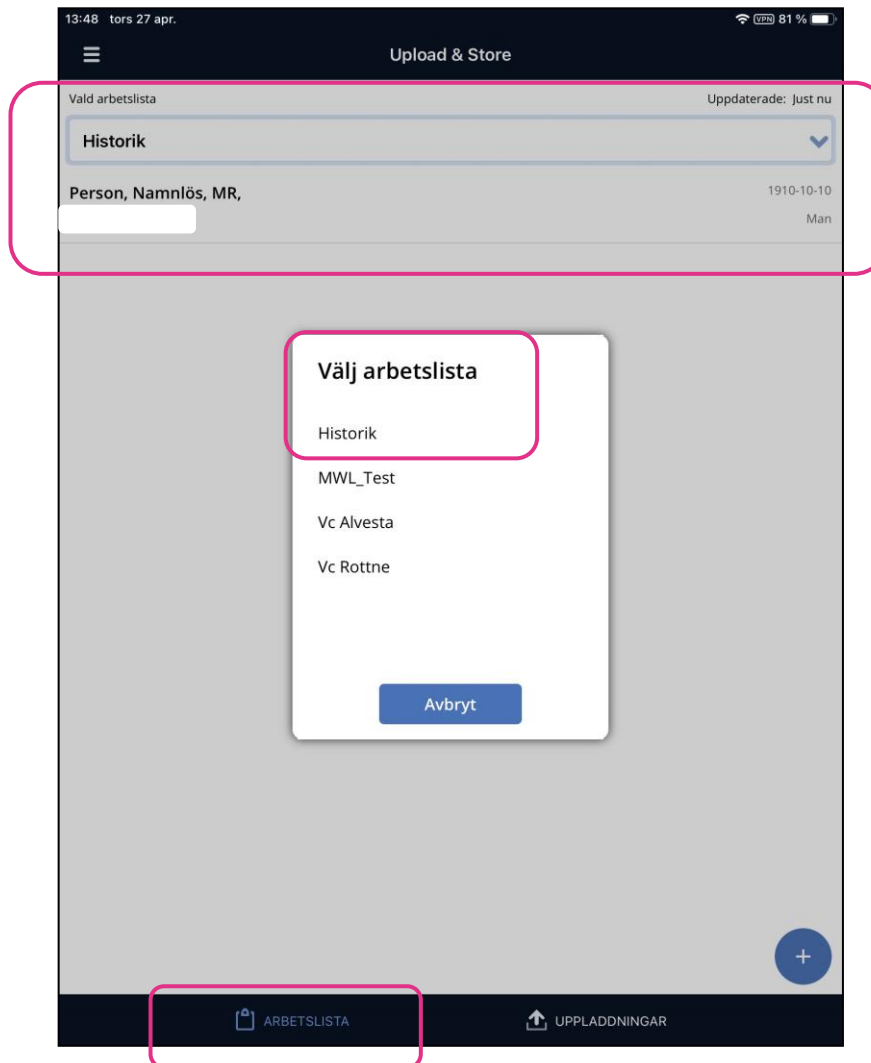 13:48 tors 27 apr.
VPN 81 %
Upload & Store
Vald arbetslista
Uppdaterade: Just nu
Historik
Person, Namnlös, MR,
1910-10-10
Man
Välj arbetslista
Historik
MWL_Test
Vc Alvesta
Vc Rottne
Avbryt
+
ARBETSLISTA
UPPLADDNINGAR